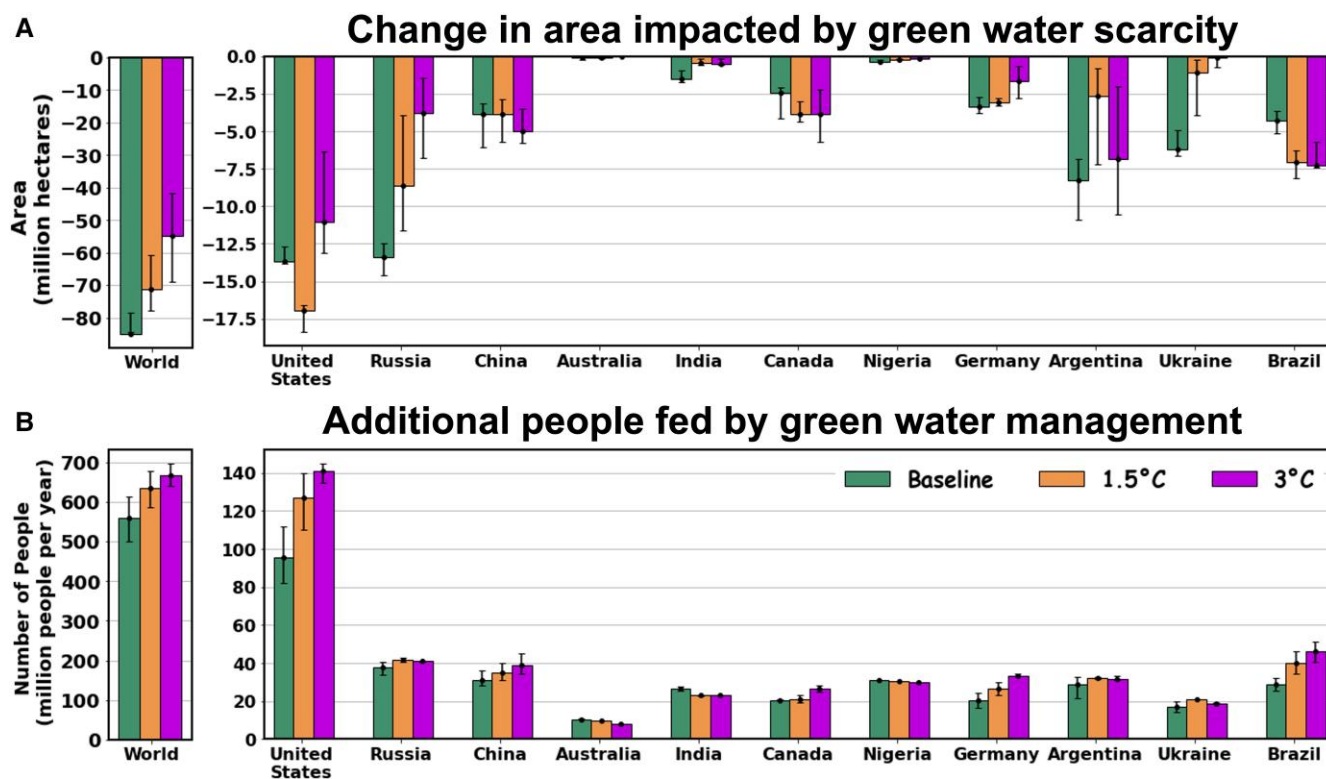 A
Change in area impacted by green water scarcity
Area
(million hectares)
0
−10
−20
−30
−40
−50
−60
−70
−80
World
0.0
−2.5
−5.0
−7.5
−10.0
−12.5
−15.0
−17.5
United
States
Russia
China
Australia
India
Canada
Nigeria
Germany
Argentina
Ukraine
Brazil
B
Additional people fed by green water management
Number of People
(million people per year)
700
600
500
400
300
200
100
0
World
140
120
100
80
60
40
20
0
Baseline
1.5°C
3°C
United
States
Russia
China
Australia
India
Canada
Nigeria
Germany
Argentina
Ukraine
Brazil